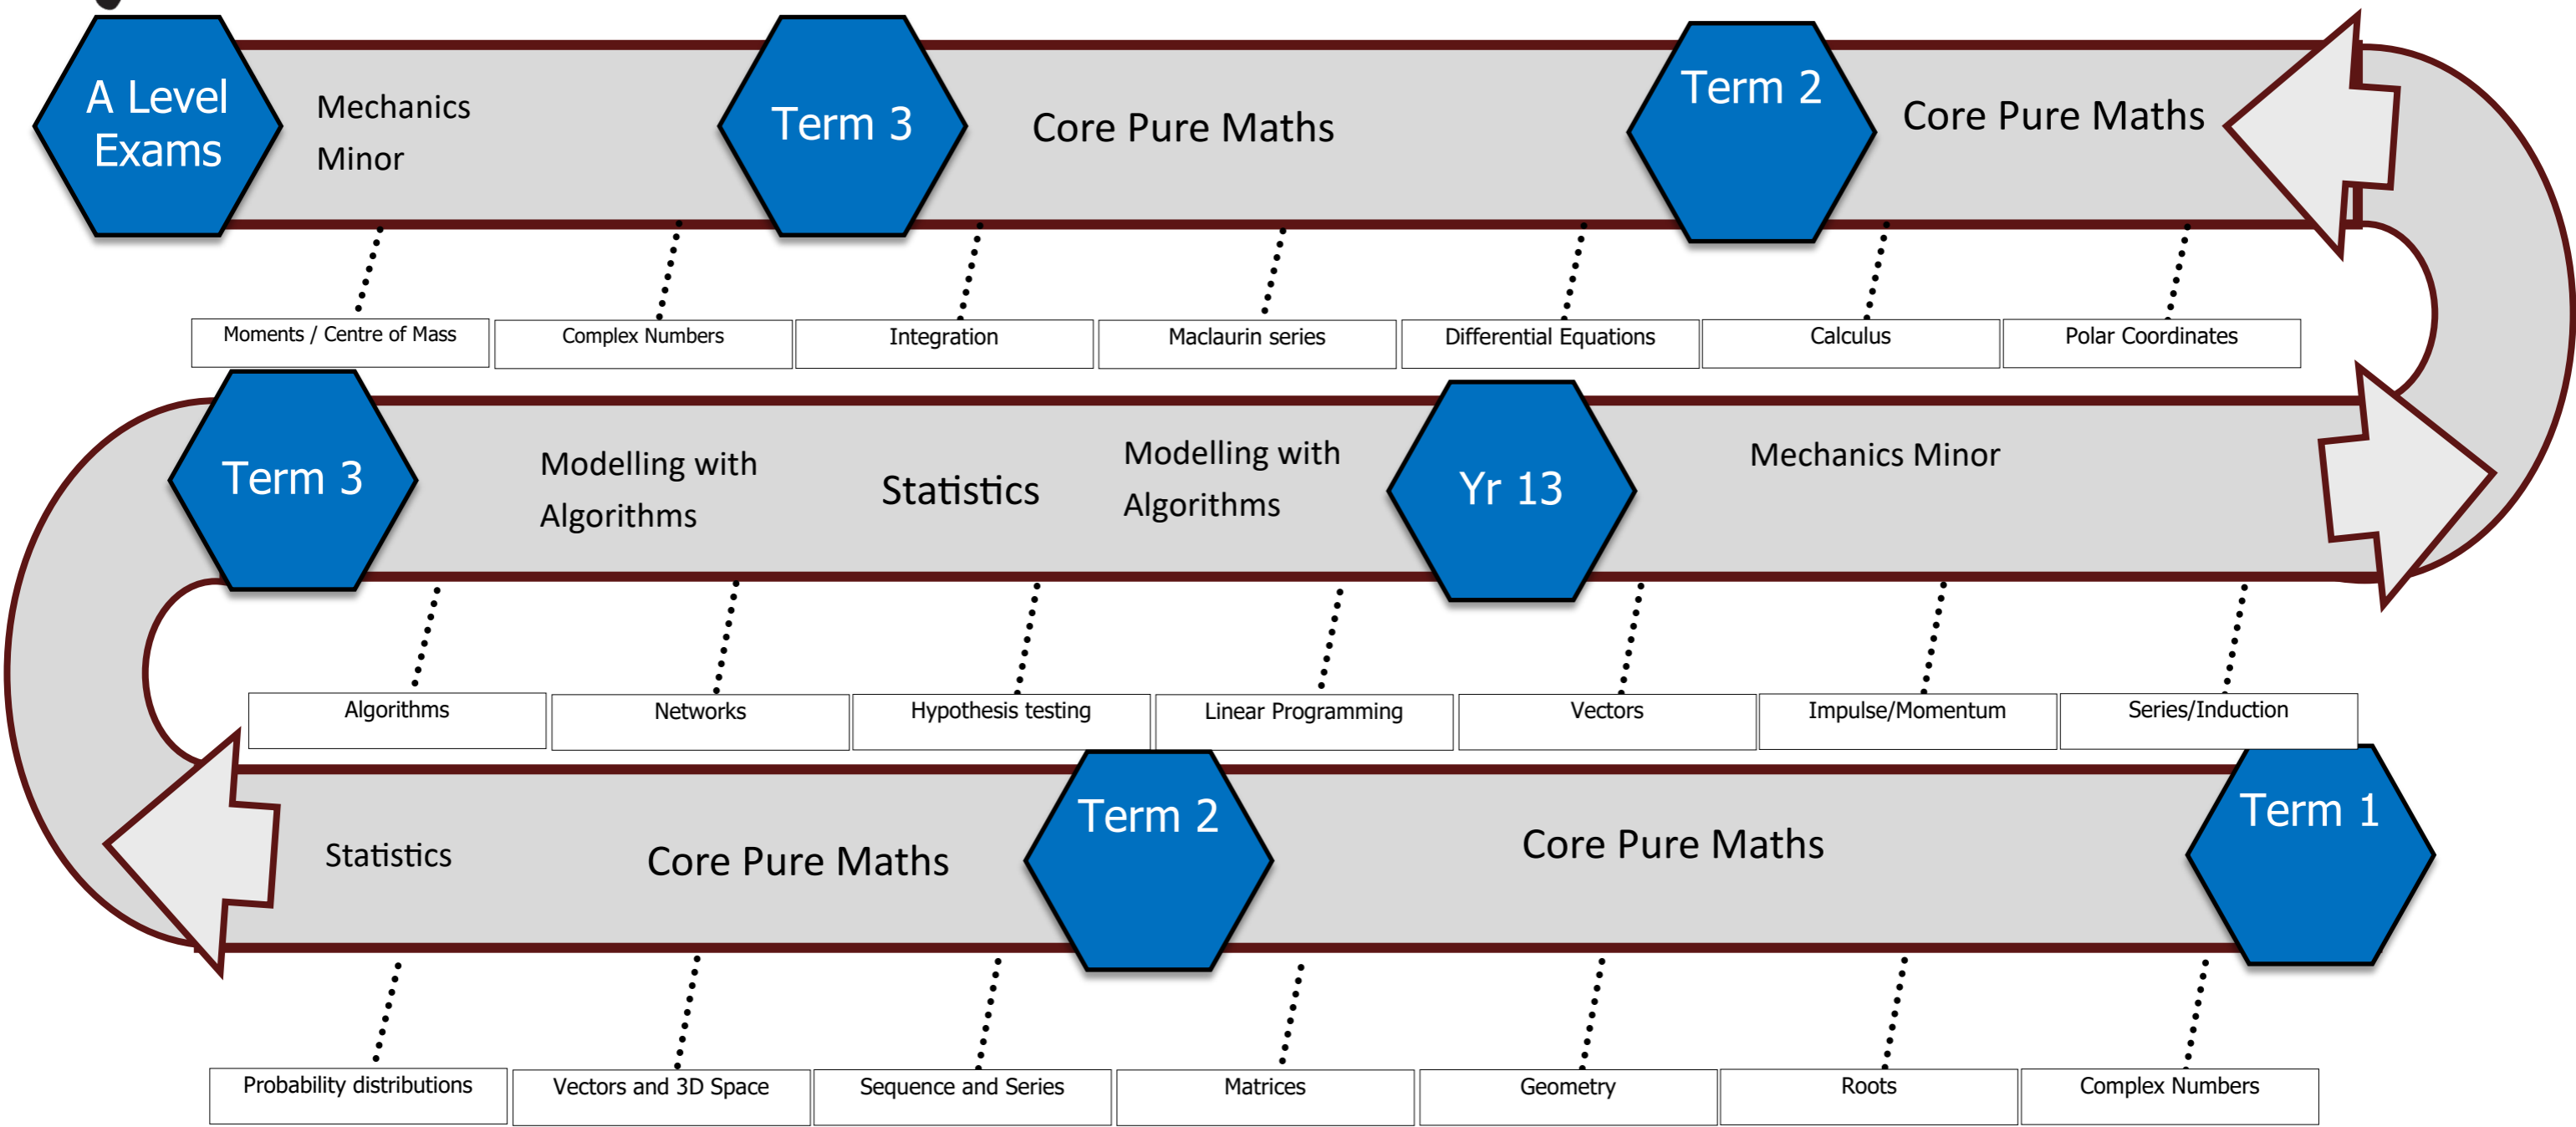 A Level
Exams
Mechanics
Minor
Term 3
Core Pure Maths
Term 2
Core Pure Maths
Moments / Centre of Mass
Complex Numbers
Integration
Maclaurin series
Differential Equations
Calculus
Polar Coordinates
Term 3
Modelling with
Algorithms
Statistics
Modelling with
Algorithms
Yr 13
Mechanics Minor
Algorithms
Networks
Hypothesis testing
Linear Programming
Vectors
Impulse/Momentum
Series/Induction
Statistics
Core Pure Maths
Term 2
Core Pure Maths
Term 1
Probability distributions
Vectors and 3D Space
Sequence and Series
Matrices
Geometry
Roots
Complex Numbers